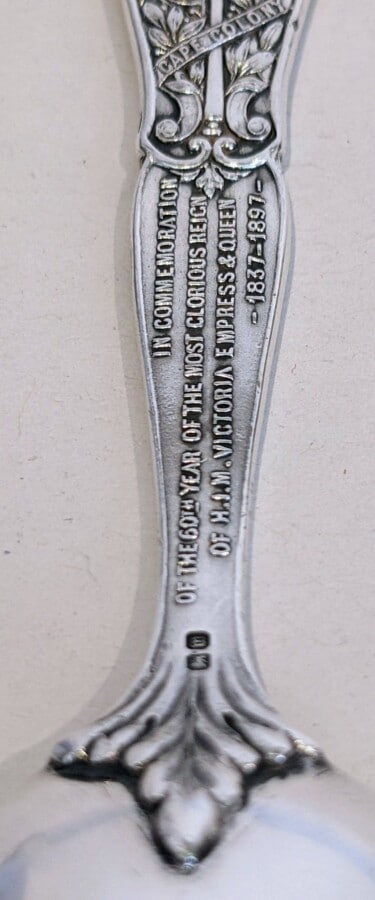 CAPE COLONY
IN COMMEMORATION
OF THE 60TH YEAR OF THE MOST GLORIOUS REIGN
OF H.I.M. VICTORIA EMPRESS & QUEEN
- 1837-1897 -